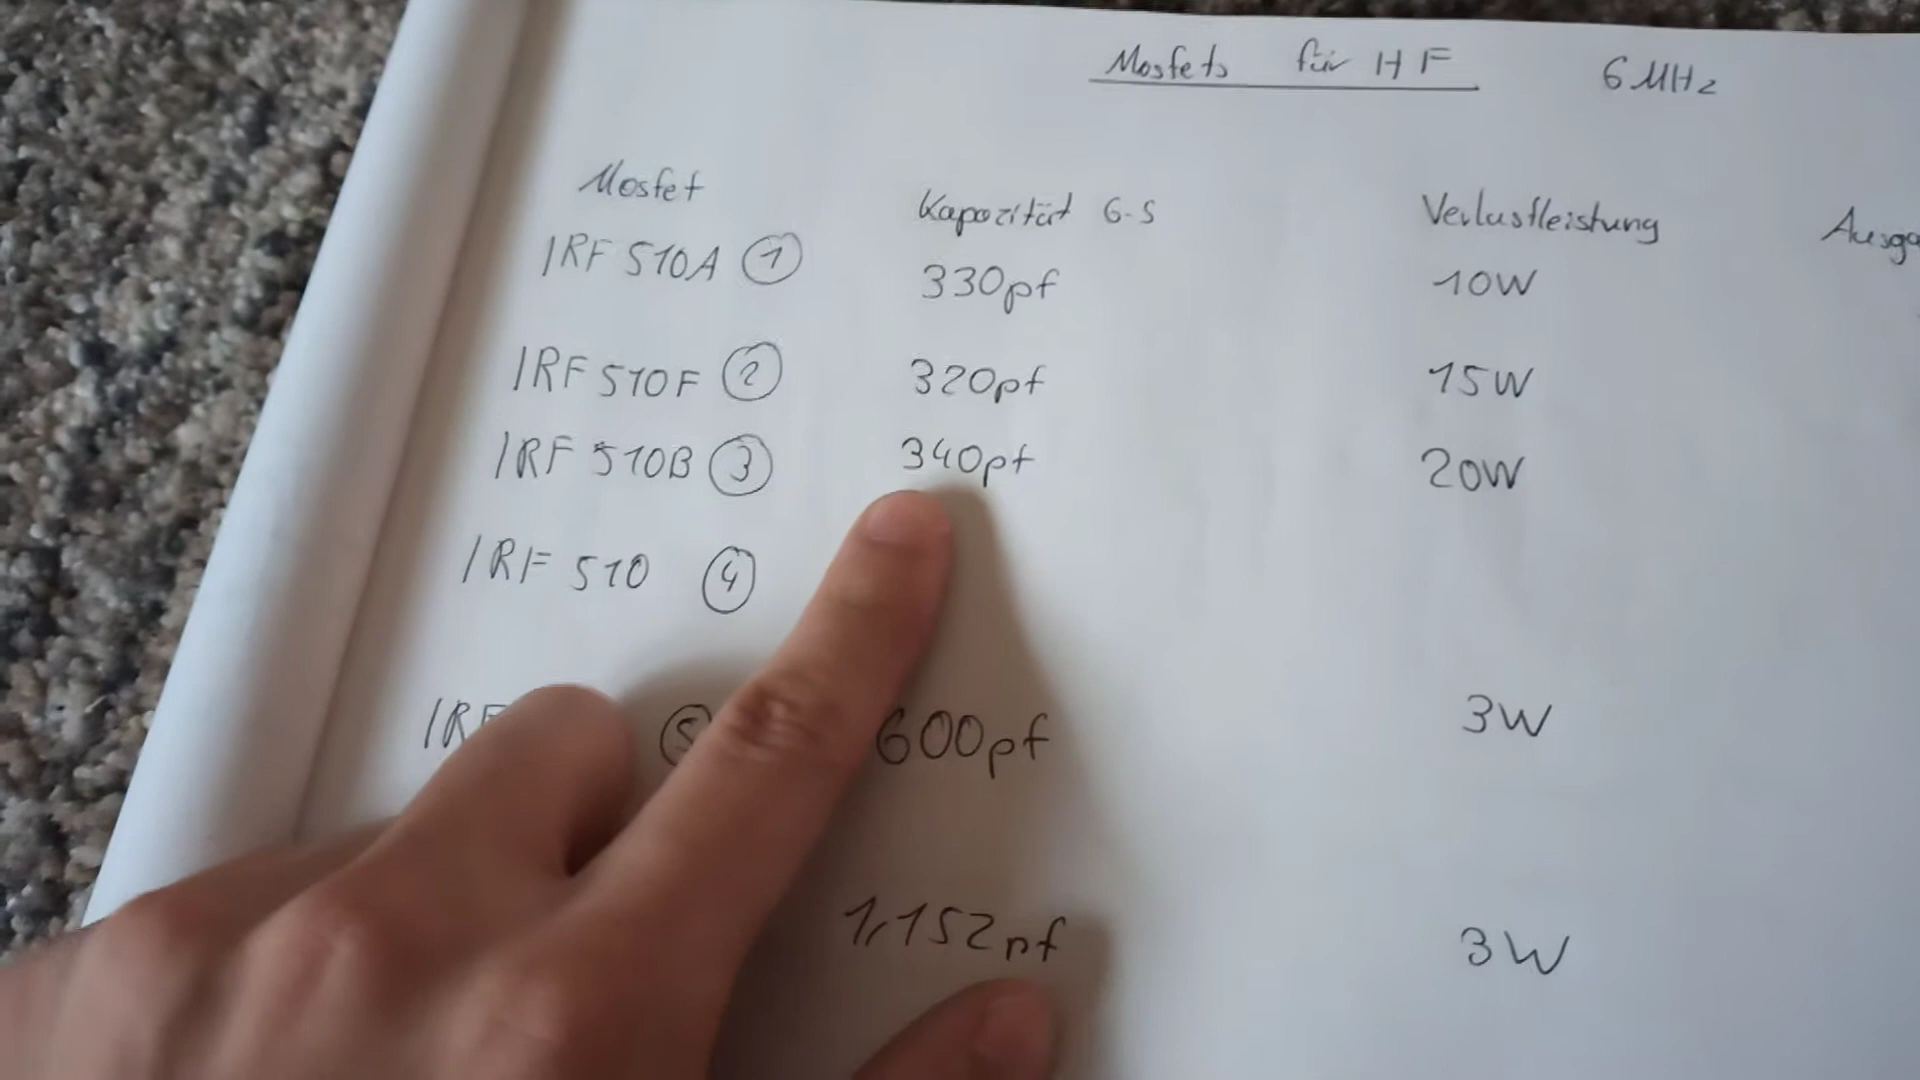 Mosfets für HF 6 MHz
Mosfet Kapazität G-S Verlustleistung
IRF 510A 1 330pf 10W
IRF 510F 2 320pf 15W
IRF 510B 3 340pf 20W
IRF 510 4
5 600pf 3W
1,152nf 3W